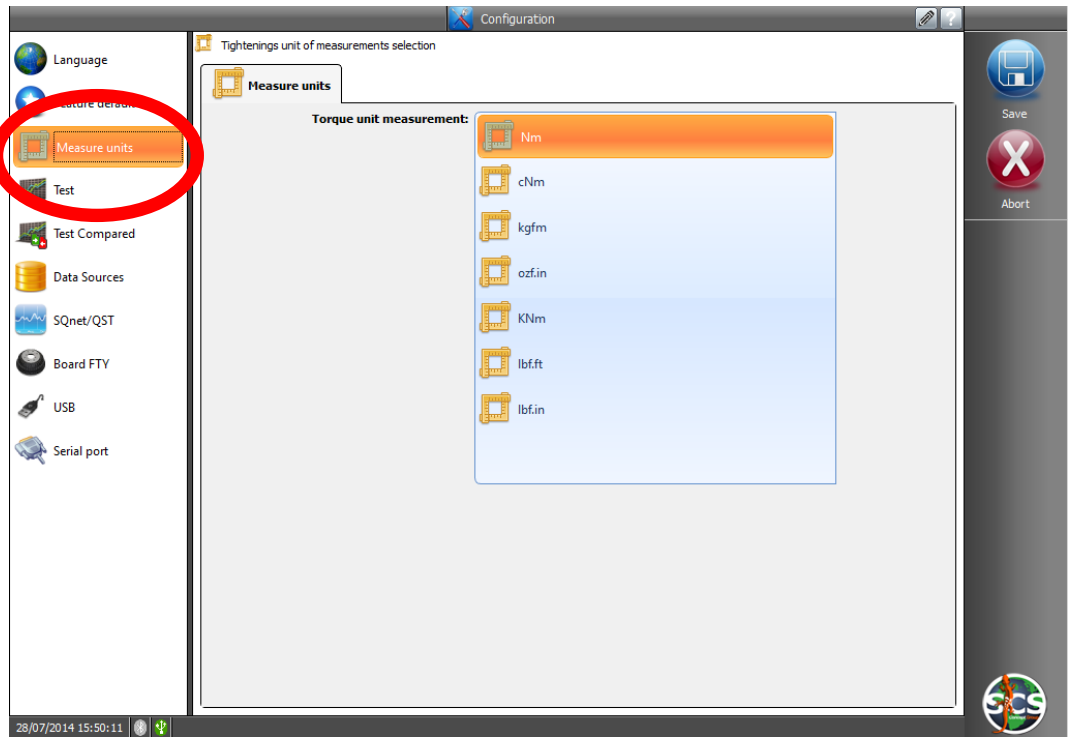 Configuration
?
Tightenings unit of measurements selection
Language
Measure units
Measure units
Test
Test Compared
Data Sources
SQnet/QST
Board FTY
USB
Serial port
Torque unit measurement:
Nm
cNm
kgfm
ozf.in
KNm
lbf.ft
lbf.in
Save
Abort
28/07/2014 15:50:11
SCS